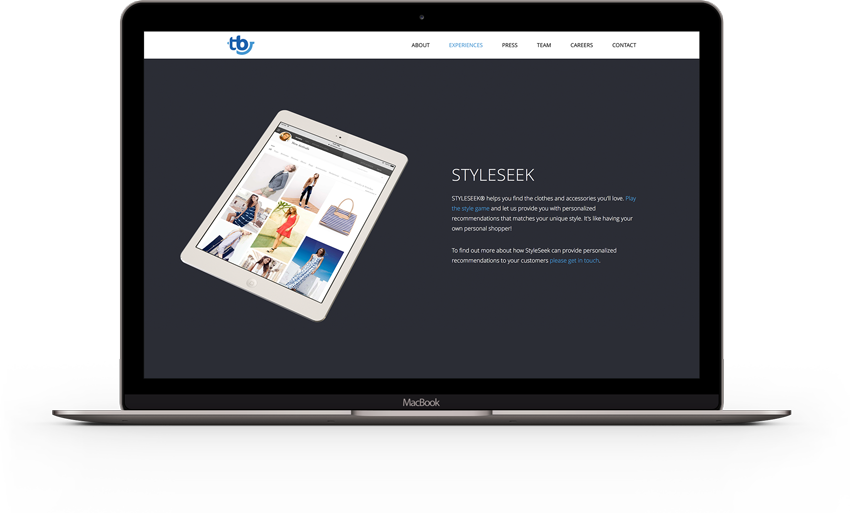 tb
ABOUT EXPERIENCES PRESS TEAM CAREERS CONTACT
STYLESEEK
STYLESEEK® helps you find the clothes and accessories you'll love. Play
the style game and let us provide you with personalized
recommendations that matches your unique style. It's like having your
own personal shopper!
To find out more about how StyleSeek can provide personalized
recommendations to your customers please get in touch.
MacBook